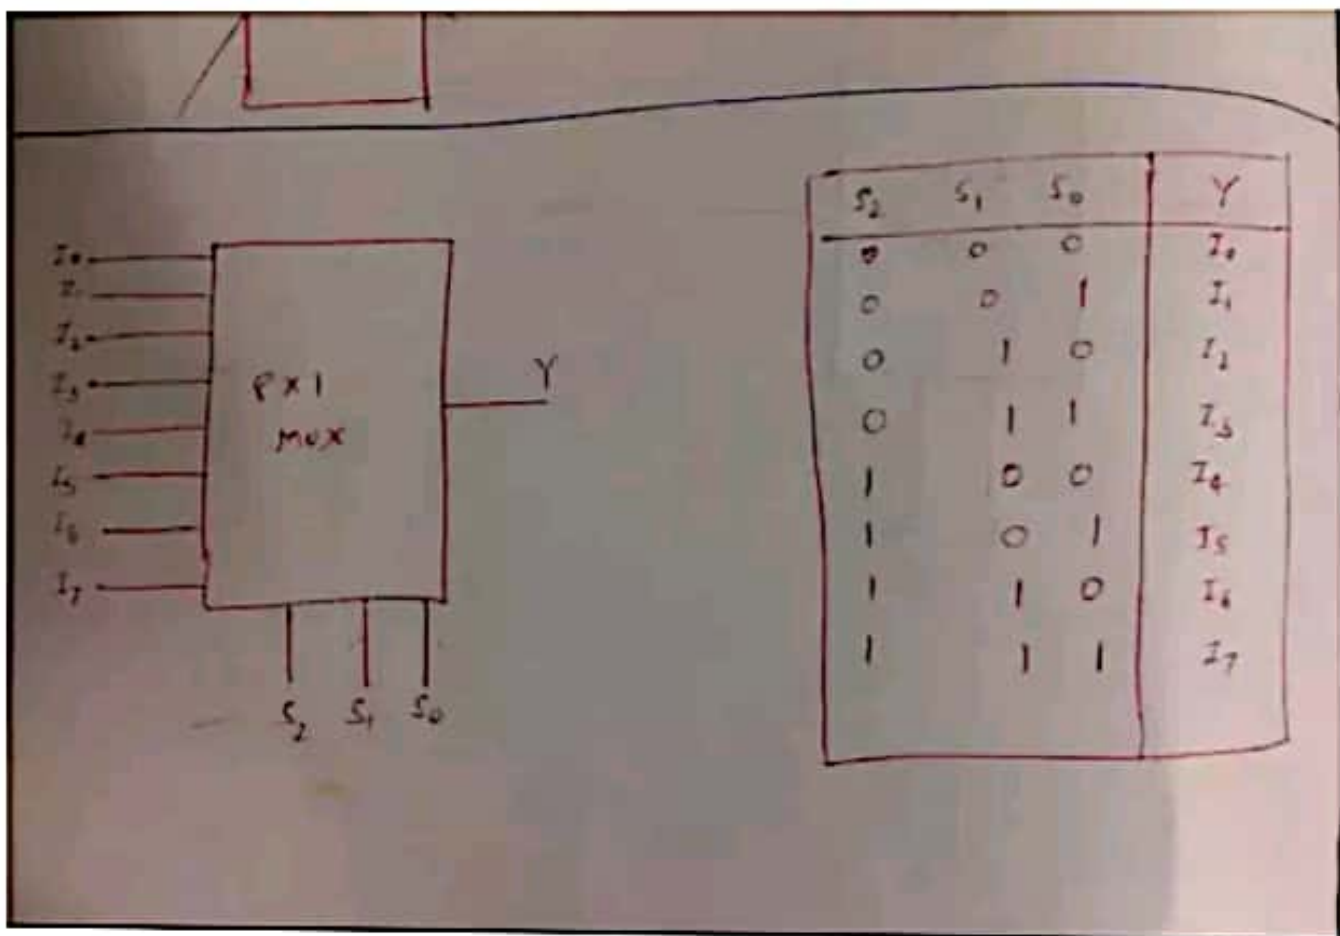 I₀
I₁
I₂
I₃
I₄
I₅
I₆
I₇
8 X 1
MUX
Y
S₂ S₁ S₀
S₂ S₁ S₀ Y
0 0 0 I₀
0 0 1 I₁
0 1 0 I₂
0 1 1 I₃
1 0 0 I₄
1 0 1 I₅
1 1 0 I₆
1 1 1 I₇